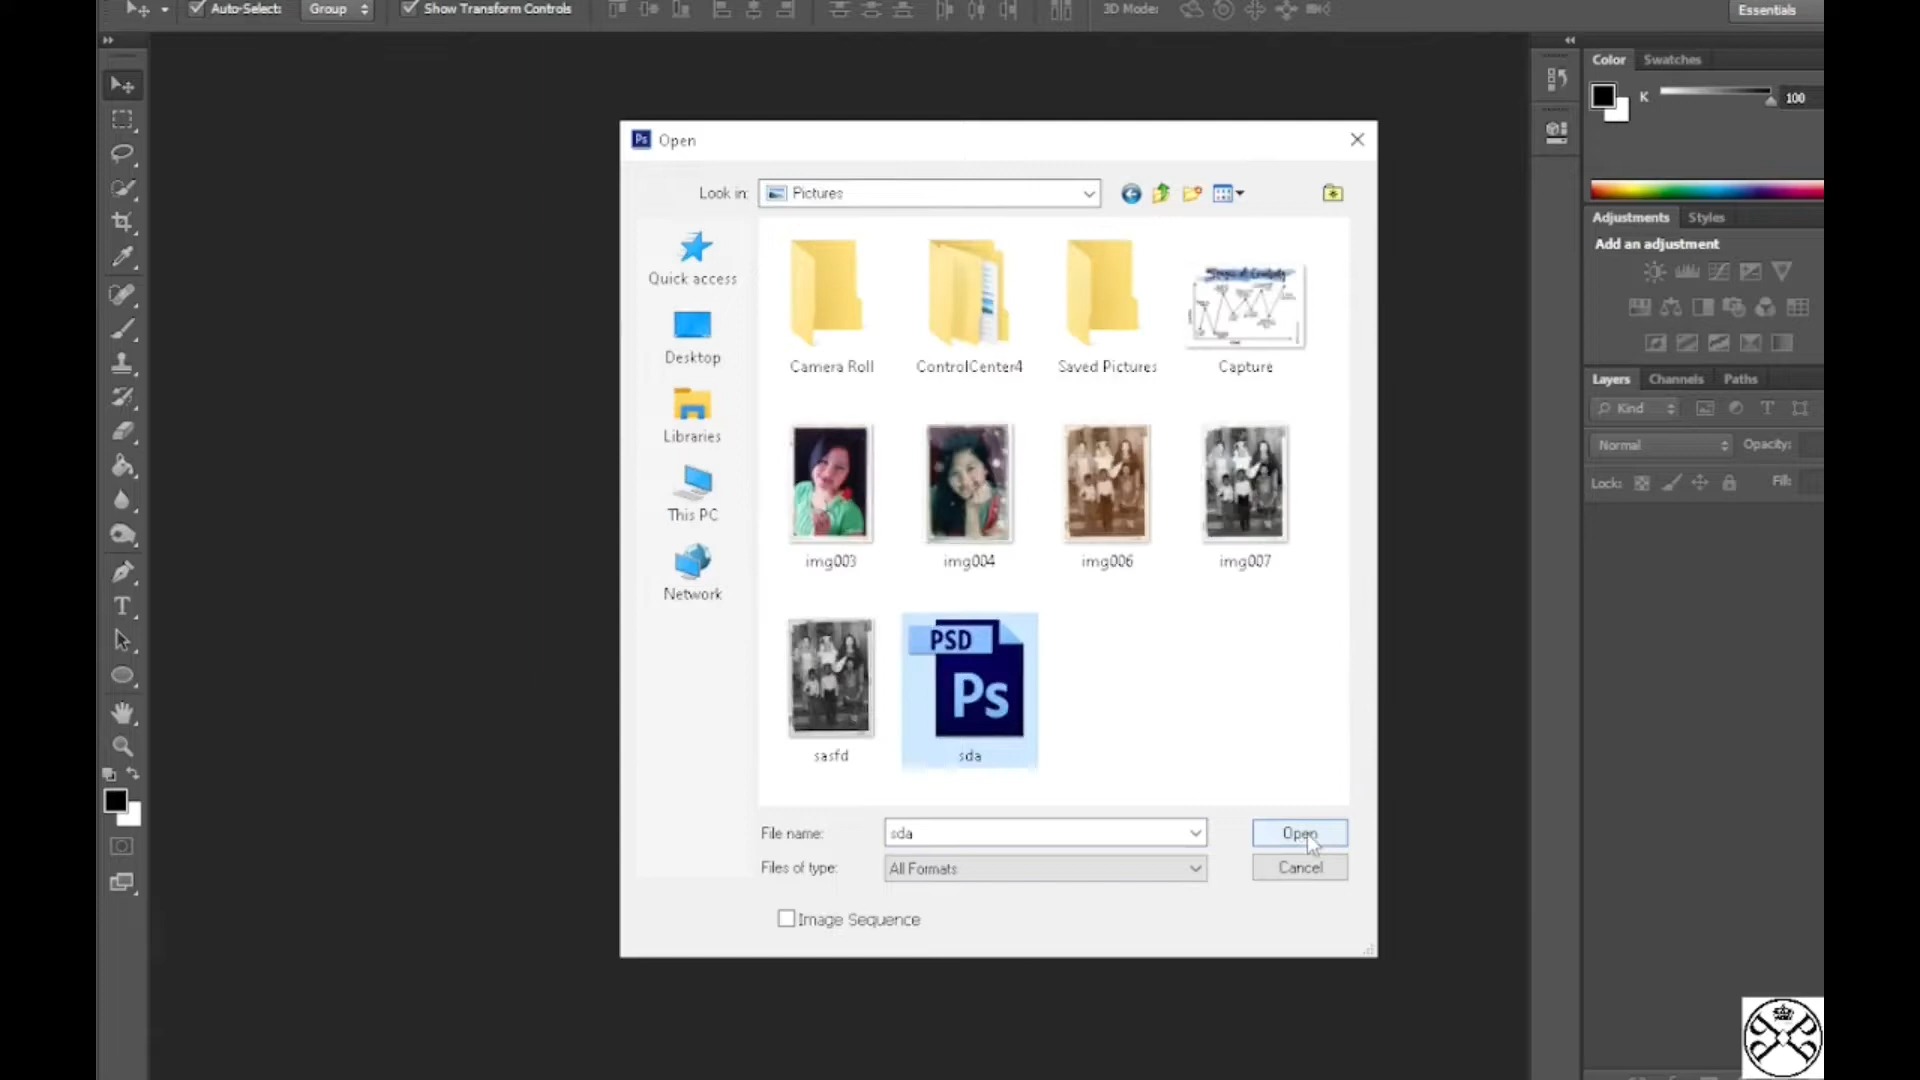 Auto-Select: Group Show Transform Controls 3D Mode: Essentials
Color Swatches
K 100
Adjustments Styles
Add an adjustment
Layers Channels Paths
Kind
Normal Opacity:
Lock: Fill:
Ps Open
Look in: Pictures
Quick access
Desktop
Libraries
This PC
Network
Camera Roll ControlCenter4 Saved Pictures Capture
img003 img004 img006 img007
PSD
Ps
sasfd sda
File name: sda Open
Files of type: All Formats Cancel
Image Sequence